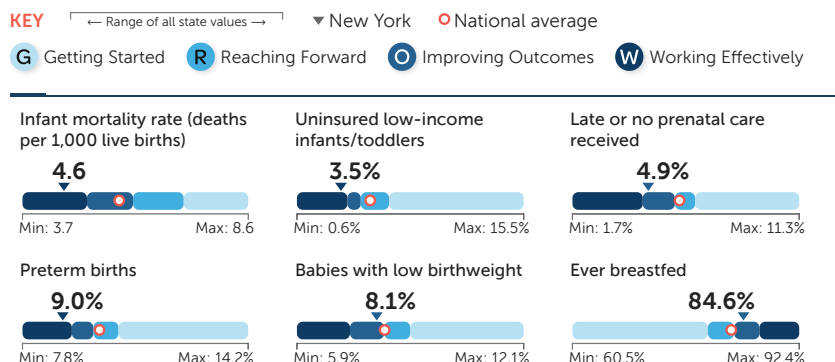 KEY ← Range of all state values → New York National average
G Getting Started R Reaching Forward O Improving Outcomes W Working Effectively
Infant mortality rate (deaths
per 1,000 live births)
4.6
Min: 3.7 Max: 8.6
Uninsured low-income
infants/toddlers
3.5%
Min: 0.6% Max: 15.5%
Late or no prenatal care
received
4.9%
Min: 1.7% Max: 11.3%
Preterm births
9.0%
Min: 7.8% Max: 14.2%
Babies with low birthweight
8.1%
Min: 5.9% Max: 12.1%
Ever breastfed
84.6%
Min: 60.5% Max: 92.4%